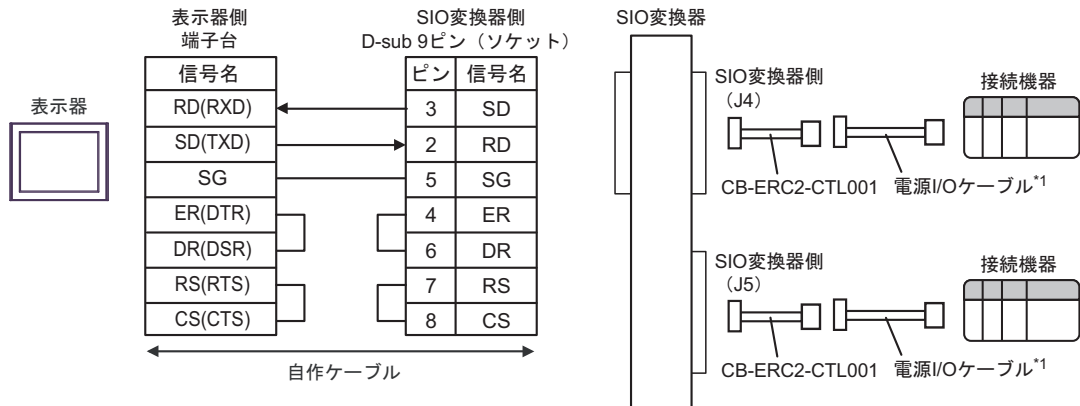 表示器
表示器側
端子台
信号名
RD(RXD)
SD(TXD)
SG
ER(DTR)
DR(DSR)
RS(RTS)
CS(CTS)
SIO変換器側
D-sub 9ピン（ソケット）
ピン 信号名
3 SD
2 RD
5 SG
4 ER
6 DR
7 RS
8 CS
自作ケーブル
SIO変換器
SIO変換器側
（J4）
接続機器
CB-ERC2-CTL001 電源I/Oケーブル*1
SIO変換器側
（J5）
接続機器
CB-ERC2-CTL001 電源I/Oケーブル*1